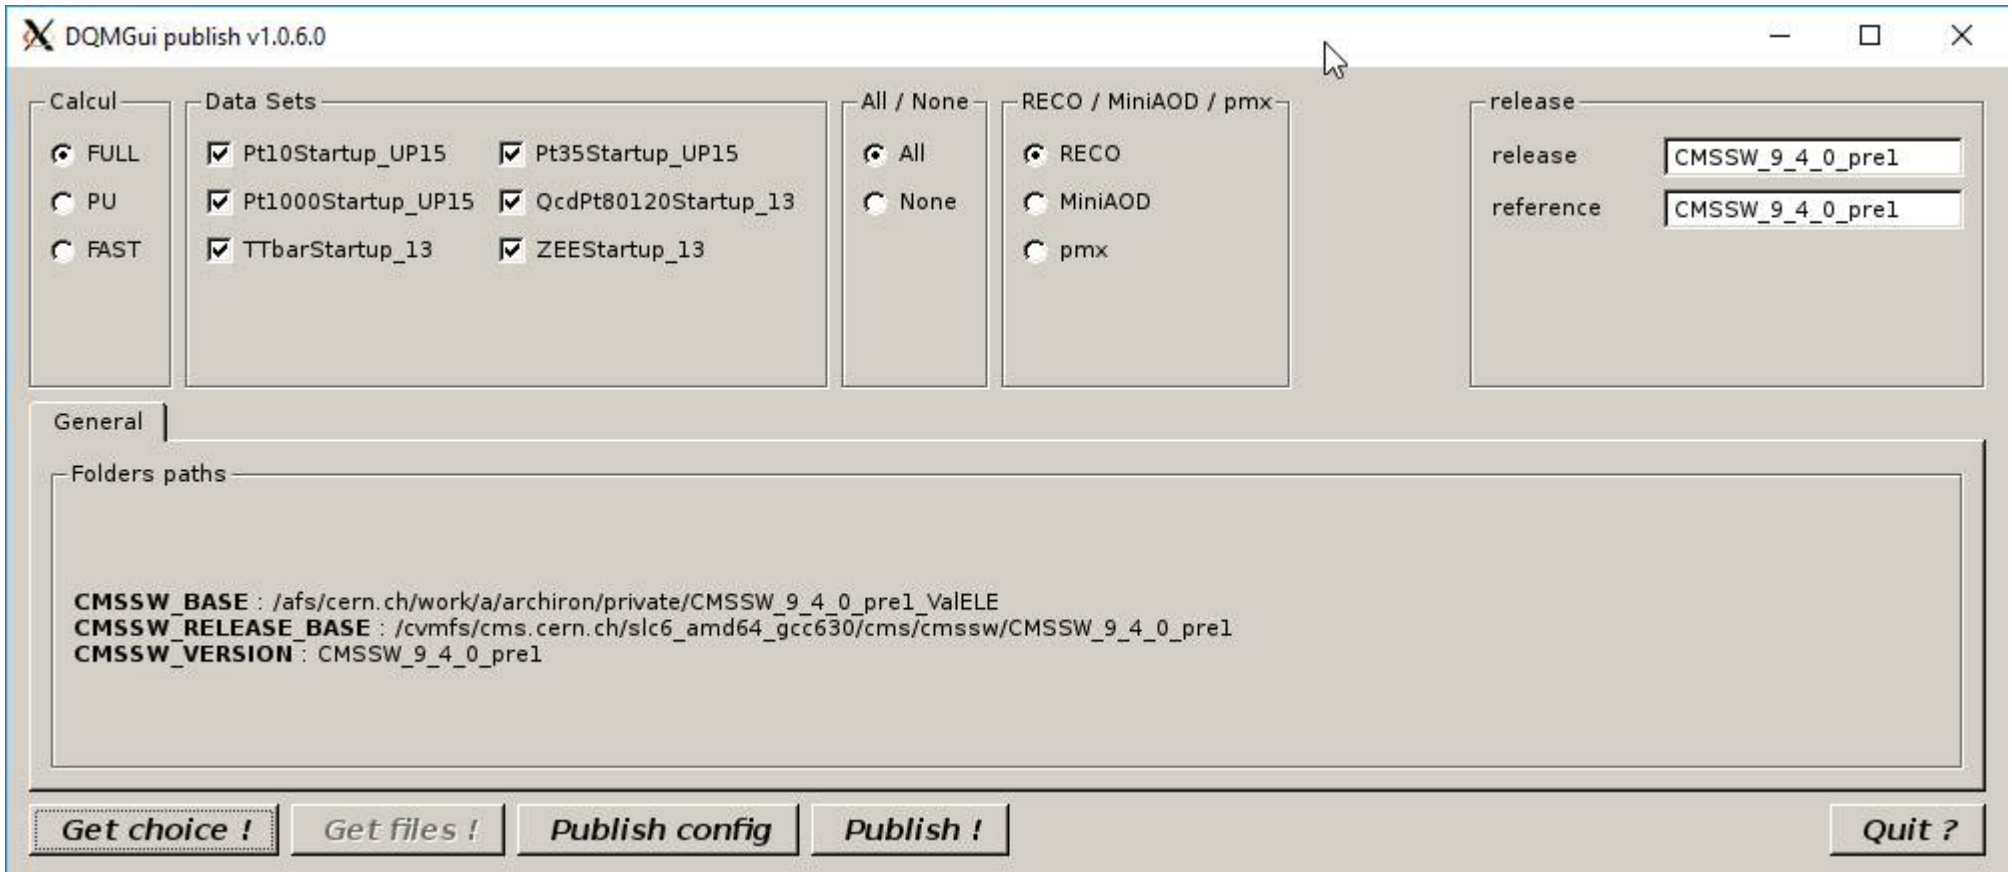 DQMGui publish v1.0.6.0
Calcul
FULL
PU
FAST
Data Sets
Pt10Startup_UP15 Pt35Startup_UP15
Pt1000Startup_UP15 QcdPt80120Startup_13
TTbarStartup_13 ZEEStartup_13
All / None
All
None
RECO / MiniAOD / pmx
RECO
MiniAOD
pmx
release
release CMSSW_9_4_0_pre1
reference CMSSW_9_4_0_pre1
General
Folders paths
CMSSW_BASE : /afs/cern.ch/work/a/archiron/private/CMSSW_9_4_0_pre1_ValELE
CMSSW_RELEASE_BASE : /cvmfs/cms.cern.ch/slc6_amd64_gcc630/cms/cmssw/CMSSW_9_4_0_pre1
CMSSW_VERSION : CMSSW_9_4_0_pre1
Get choice ! Get files ! Publish config Publish ! Quit ?